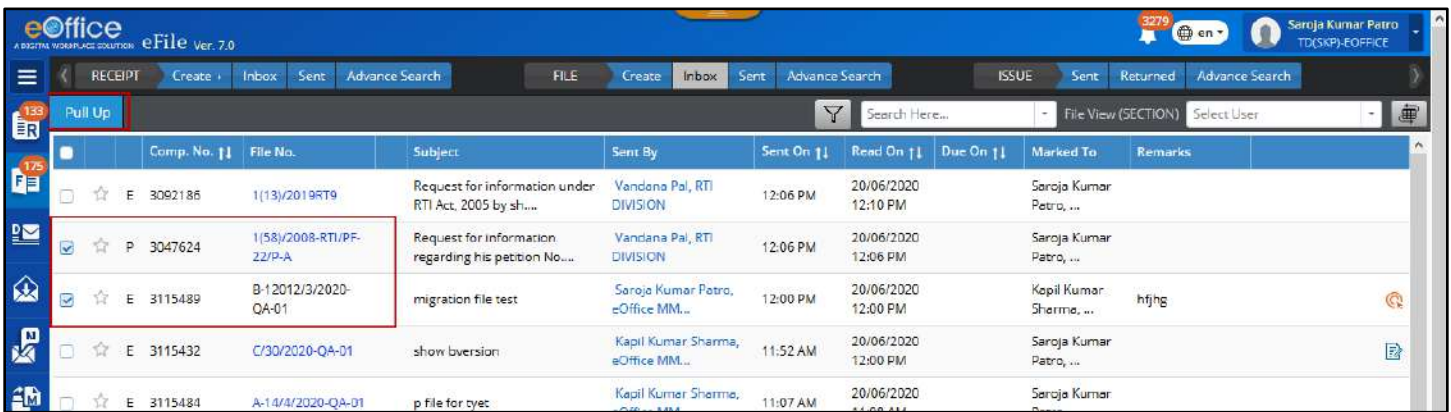 eOffice
A DIGITAL WORKPLACE SOLUTION eFile Ver. 7.0
3279 en Saroja Kumar Patro
TD(SKP)-EOFFICE
RECEIPT Create Inbox Sent Advance Search FILE Create Inbox Sent Advance Search ISSUE Sent Returned Advance Search
133 R Pull Up Search Here... File View (SECTION) Select User
Comp. No. File No. Subject Sent By Sent On Read On Due On Marked To Remarks
175 F
E 3092186 1(13)/2019RT9 Request for information under RTI Act, 2005 by sh.... Vandana Pal, RTI DIVISION 12:06 PM 20/06/2020 12:10 PM Saroja Kumar Patro, ...
P 3047624 1(58)/2008-RTI/PF-22/P-A Request for information regarding his petition No.... Vandana Pal, RTI DIVISION 12:06 PM 20/06/2020 12:06 PM Saroja Kumar Patro, ...
E 3115489 B-12012/3/2020-QA-01 migration file test Saroja Kumar Patro, eOffice MM... 12:00 PM 20/06/2020 12:00 PM Kapil Kumar Sharma, ... hfjhg
E 3115432 C/30/2020-QA-01 show bversion Kapil Kumar Sharma, eOffice MM... 11:52 AM 20/06/2020 12:00 PM Saroja Kumar Patro, ...
E 3115484 A-14/4/2020-QA-01 p file for tyet Kapil Kumar Sharma, 11:07 AM 20/06/2020 Saroja Kumar